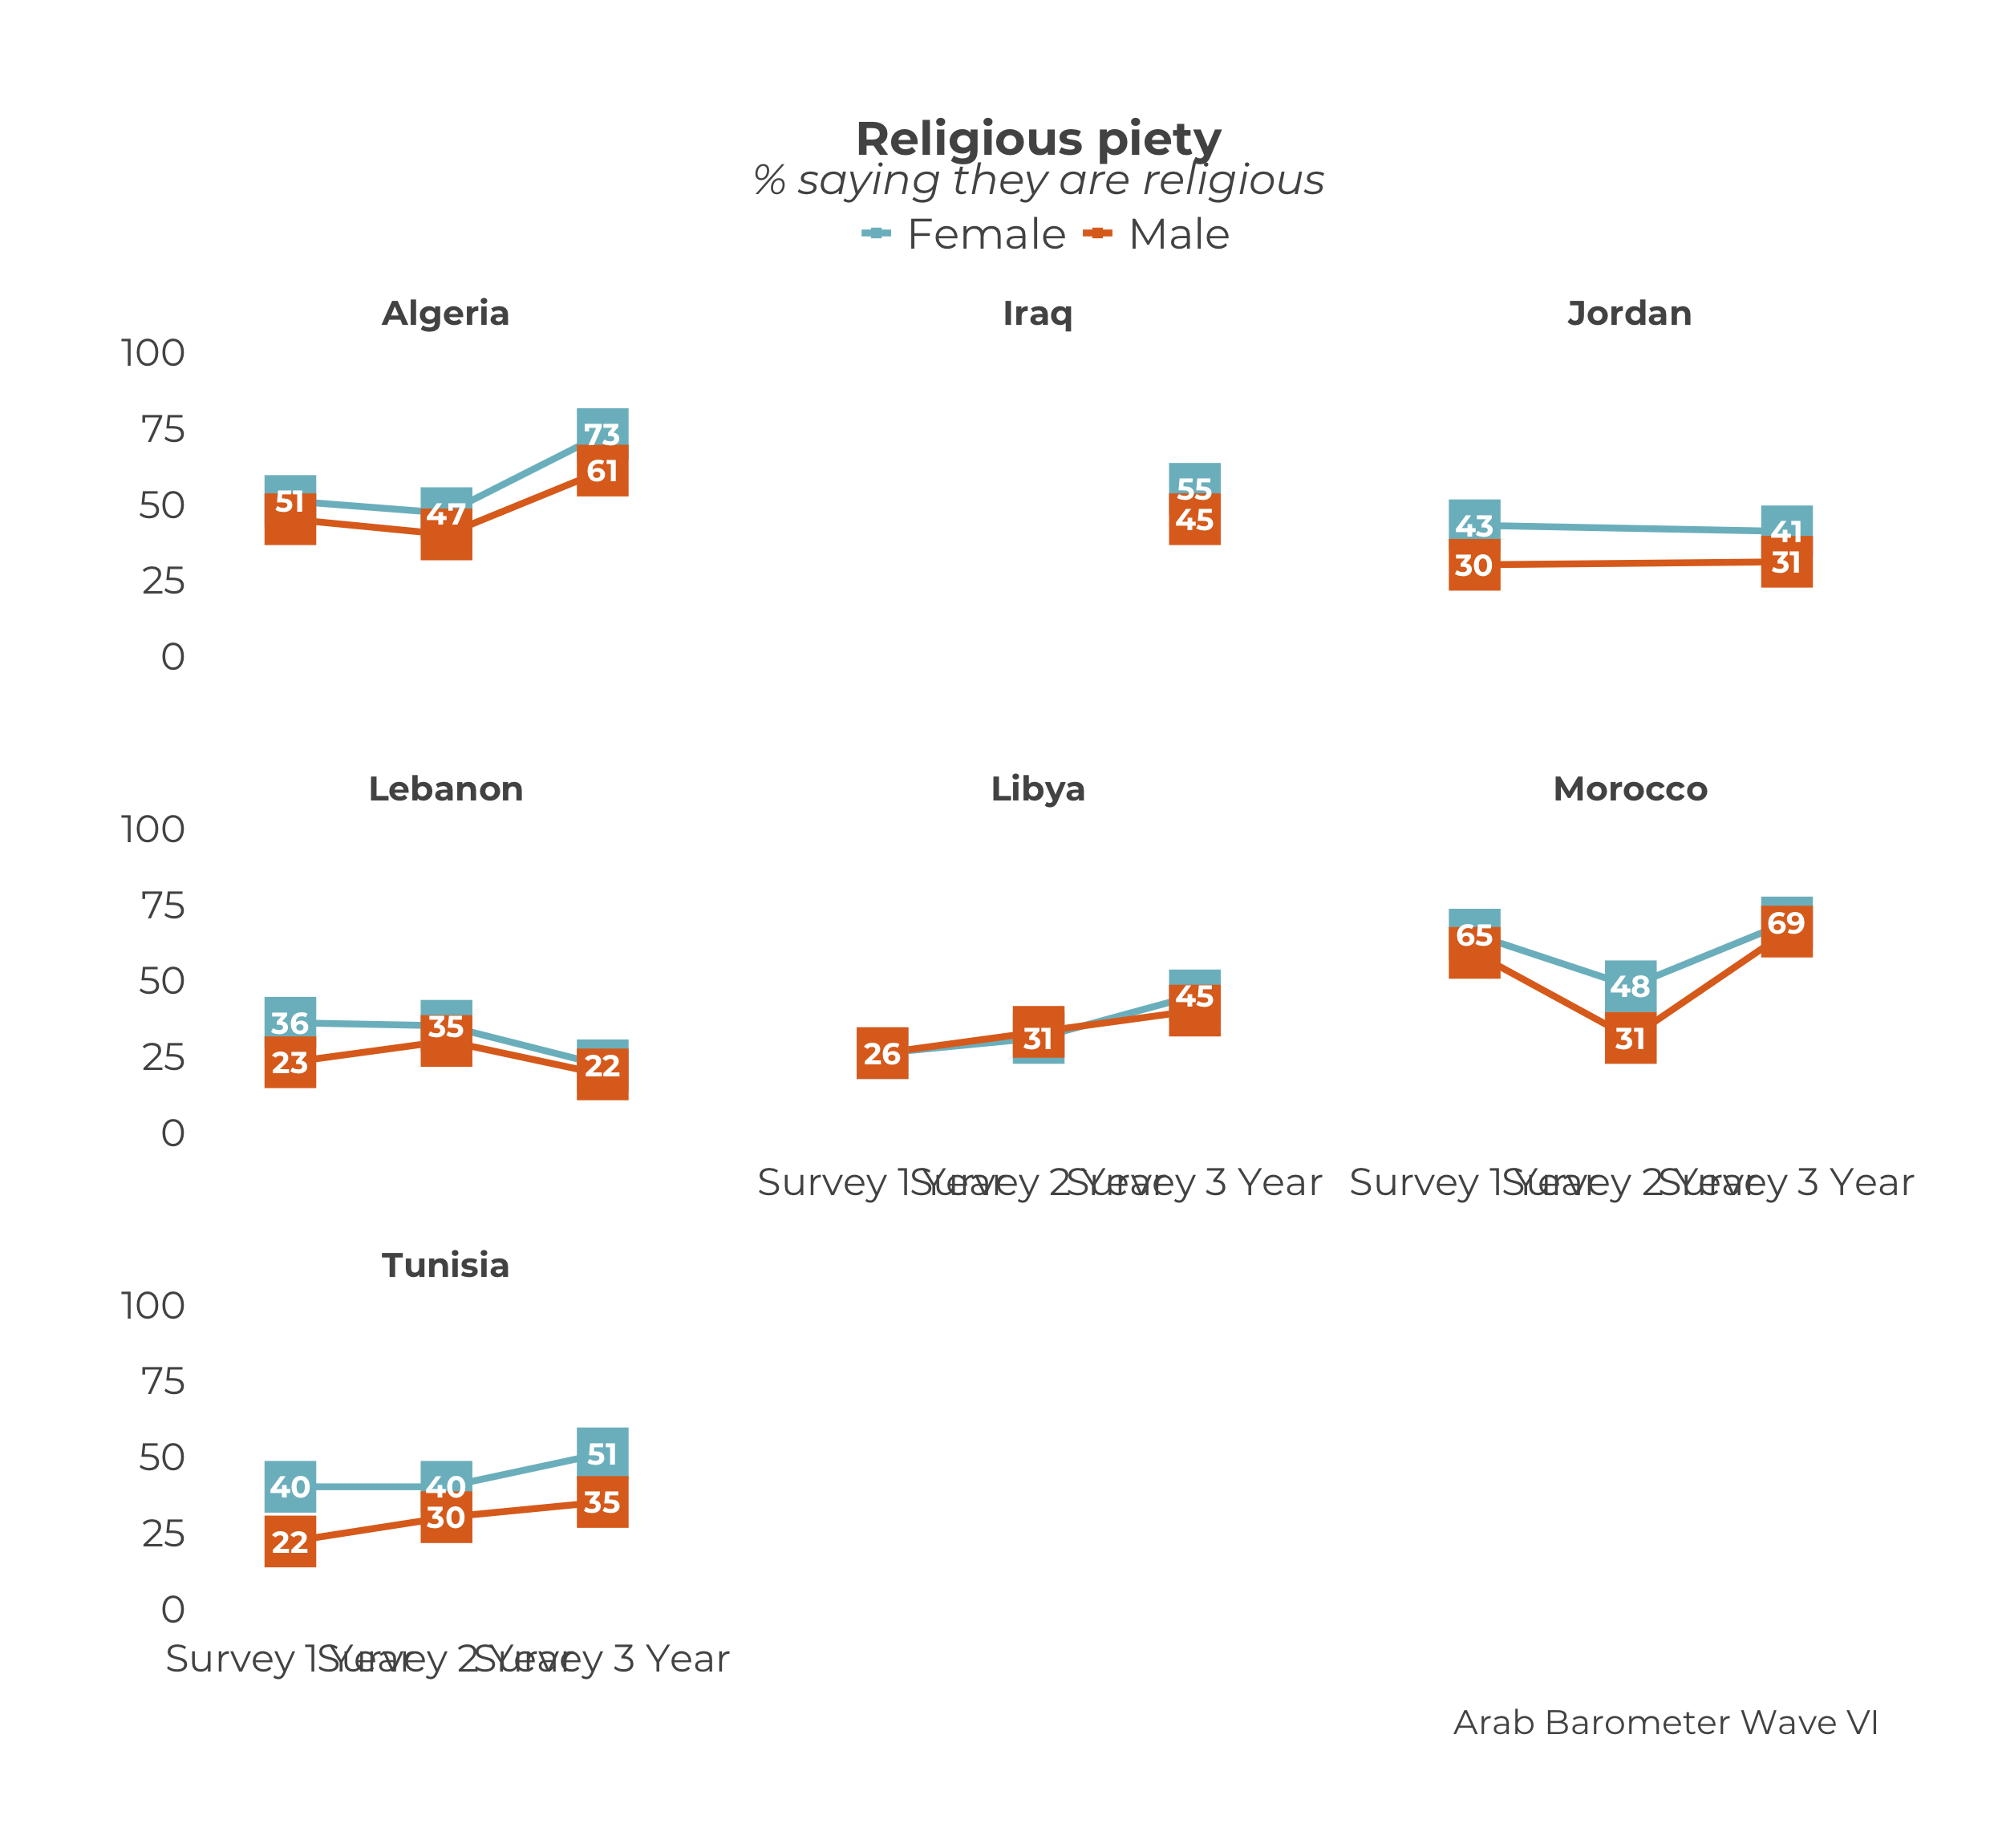 Religious piety
% saying they are religious
Female Male
Algeria Iraq Jordan
100
75
50
25
0
51 47 73
61
55
45
43 41
30 31
Lebanon Libya Morocco
100
75
50
25
0
36 35 22
23
26 31 45
65 48 69
31
Survey 1 Year Survey 2 Year Survey 3 Year Survey 1 Year Survey 2 Year Survey 3 Year
Tunisia
100
75
50
25
0
40 40 51
22 30 35
Survey 1 Year Survey 2 Year Survey 3 Year
Arab Barometer Wave VI